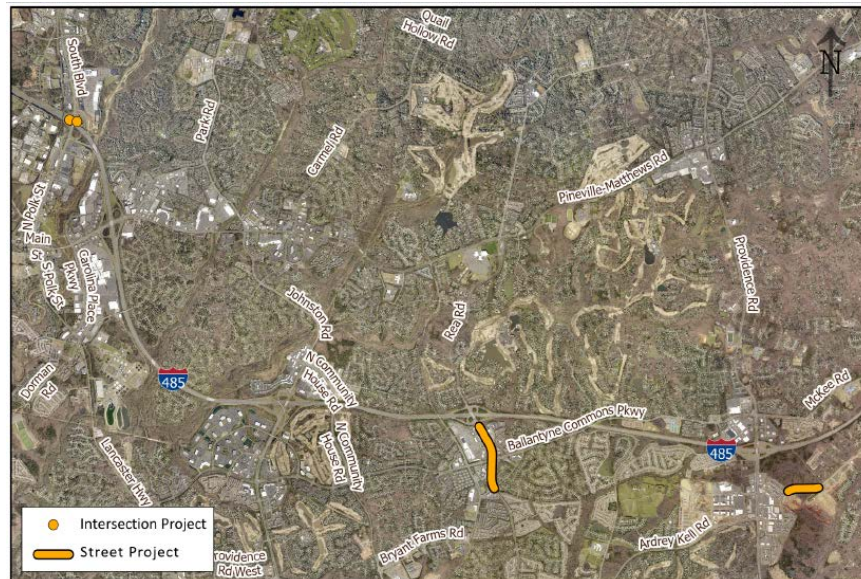 South Blvd
Quail
Hollow Rd
N
Park Rd
Carmel Rd
Pineville-Matthews Rd
N Polk St
Main
St
S Polk St
Carolina Place
Pkwy
Providence Rd
Johnston Rd
Rea Rd
N Community
House Rd
Dorman
Rd
485
McKee Rd
Ballantyne Commons Pkwy
N Community
House Rd
485
Lancaster Hwy
Ardrey Kell Rd
Bryant Farms Rd
Providence
Rd West
Intersection Project
Street Project